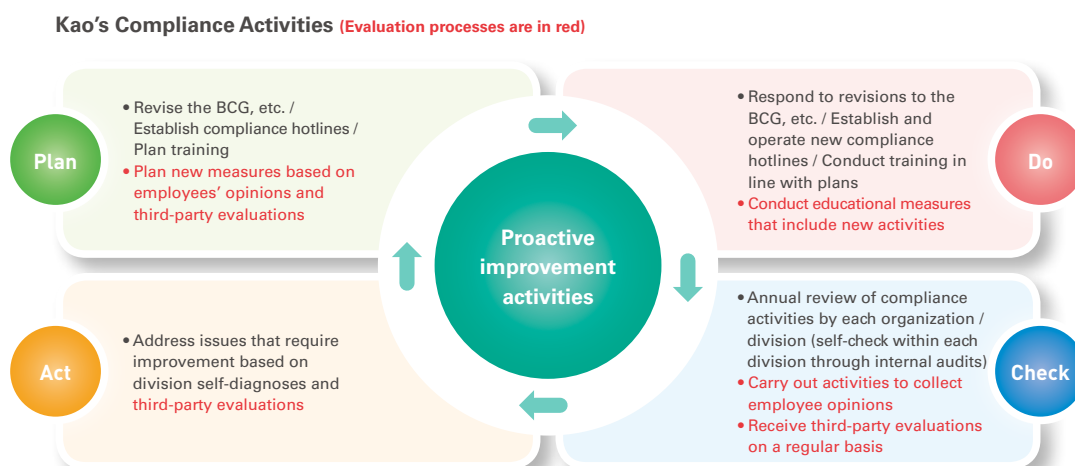 Kao's Compliance Activities (Evaluation processes are in red)
Plan
• Revise the BCG, etc. /
Establish compliance hotlines /
Plan training
• Plan new measures based on
employees' opinions and
third-party evaluations
• Respond to revisions to the
BCG, etc. / Establish and
operate new compliance
hotlines / Conduct training in
line with plans
• Conduct educational measures
that include new activities
Do
Proactive
improvement
activities
Act
• Address issues that require
improvement based on
division self-diagnoses and
third-party evaluations
• Annual review of compliance
activities by each organization /
division (self-check within each
division through internal audits)
• Carry out activities to collect
employee opinions
• Receive third-party evaluations
on a regular basis
Check